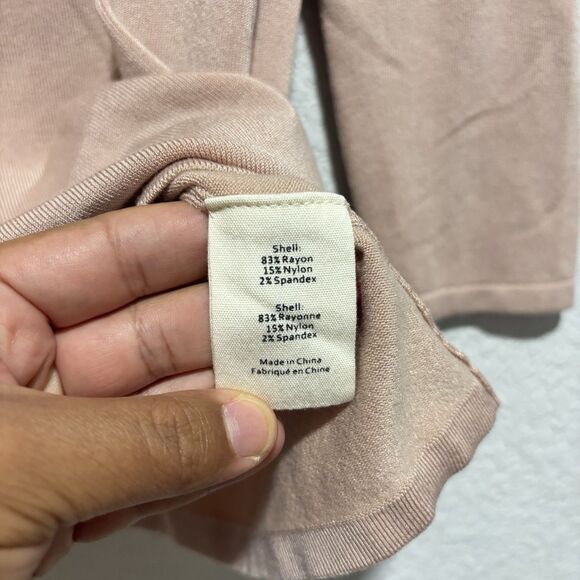 Shell:
83% Rayon
15% Nylon
2% Spandex
Shell:
83% Rayonne
15% Nylon
2% Spandex
Made in China
Fabriqué en Chine